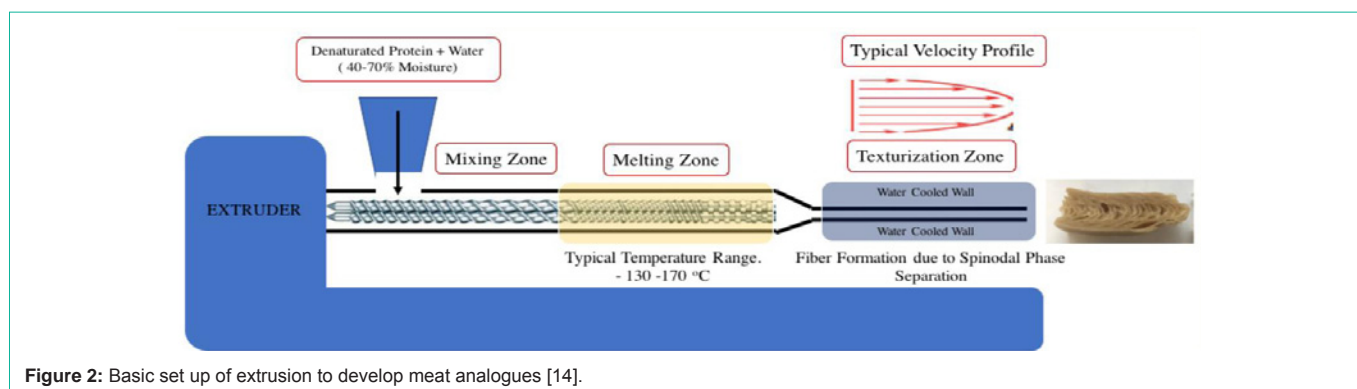 Denaturated Protein + Water
( 40-70% Moisture)
Typical Velocity Profile
Mixing Zone
Melting Zone
Texturization Zone
EXTRUDER
Water Cooled Wall
Water Cooled Wall
Typical Temperature Range.
- 130 -170 °C
Fiber Formation due to Spinodal Phase
Separation
Figure 2: Basic set up of extrusion to develop meat analogues [14].